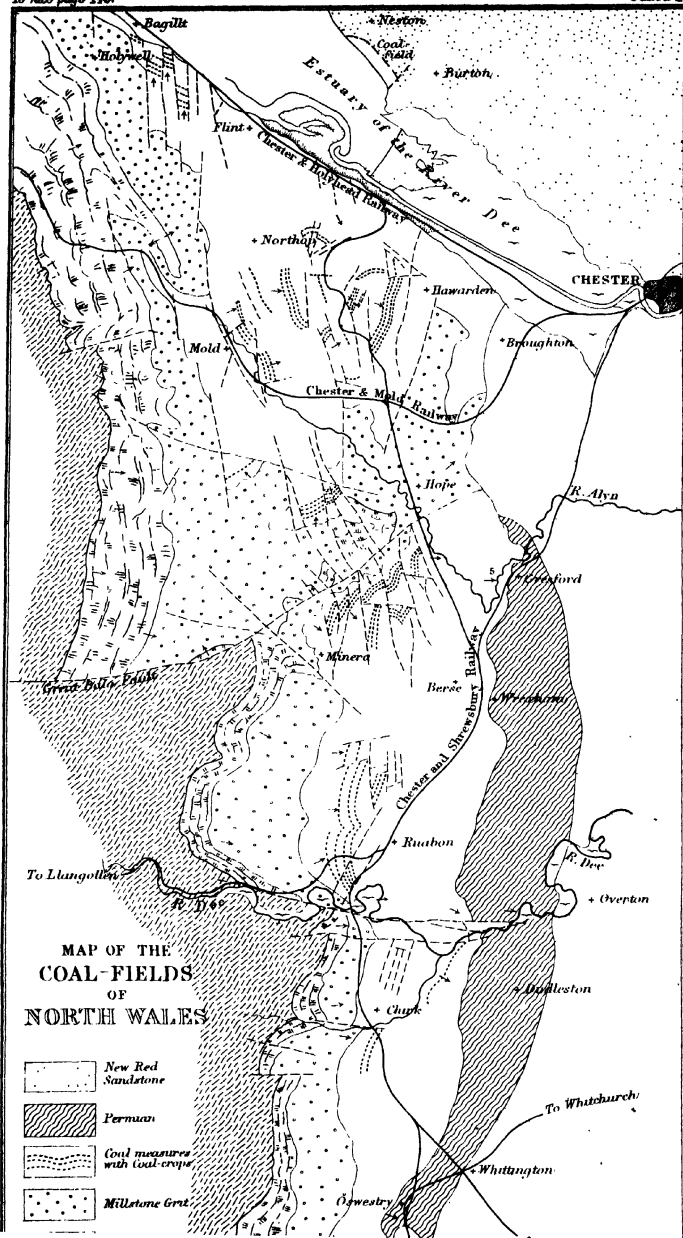 Bagillt
Neston
Coal-
field
Holywell
Burton
Estuary of the River Dee
Flint
Chester & Holyhead Railway
Northop
CHESTER
Hawarden
Broughton
Mold
Chester & Mold Railway
Hope
R. Alyn
5
Gresford
Minera
Great Bala Fault
Berse
Wrexham
Chester and Shrewsbury Railway
Ruabon
To Llangollen
R. Dee
R. Dee
Overton
MAP OF THE
COAL-FIELDS
OF
NORTH WALES
Dudleston
Chirk
New Red
Sandstone
Permian
To Whitchurch
Coal measures
with Coal-crops
Whittington
Millstone Grit
Oswestry